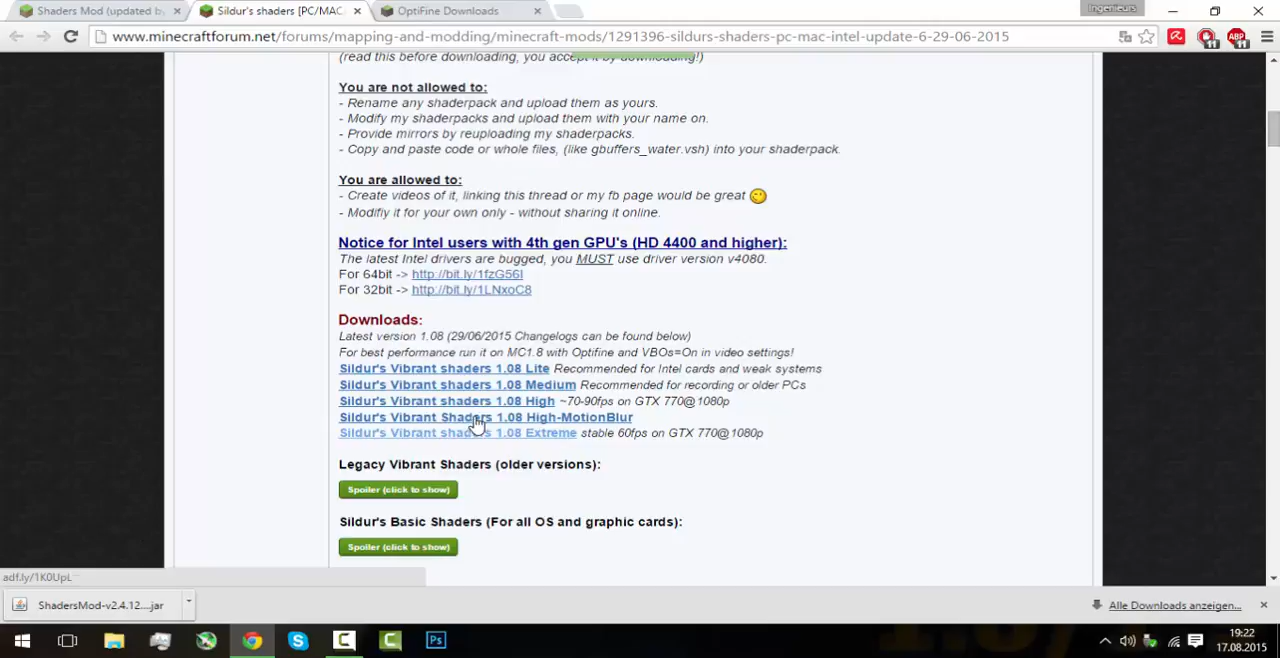 Shaders Mod (updated by
Sildur's shaders [PC/MAC
OptiFine Downloads
Ingenieurs
www.minecraftforum.net/forums/mapping-and-modding/minecraft-mods/1291396-sildurs-shaders-pc-mac-intel-update-6-29-06-2015
11
ABP
11
(read this before downloading, you accept it by downloading!)
You are not allowed to:
- Rename any shaderpack and upload them as yours.
- Modify my shaderpacks and upload them with your name on.
- Provide mirrors by reuploading my shaderpacks.
- Copy and paste code or whole files, (like gbuffers_water.vsh) into your shaderpack.
You are allowed to:
- Create videos of it, linking this thread or my fb page would be great
- Modifiy it for your own only - without sharing it online.
Notice for Intel users with 4th gen GPU's (HD 4400 and higher):
The latest Intel drivers are bugged, you MUST use driver version v4080.
For 64bit -> http://bit.ly/1fzG56I
For 32bit -> http://bit.ly/1LNxoC8
Downloads:
Latest version 1.08 (29/06/2015 Changelogs can be found below)
For best performance run it on MC1.8 with Optifine and VBOs=On in video settings!
Sildur's Vibrant shaders 1.08 Lite Recommended for Intel cards and weak systems
Sildur's Vibrant shaders 1.08 Medium Recommended for recording or older PCs
Sildur's Vibrant shaders 1.08 High ~70-90fps on GTX 770@1080p
Sildur's Vibrant Shaders 1.08 High-MotionBlur
Sildur's Vibrant shaders 1.08 Extreme stable 60fps on GTX 770@1080p
Legacy Vibrant Shaders (older versions):
Spoiler (click to show)
Sildur's Basic Shaders (For all OS and graphic cards):
Spoiler (click to show)
adf.ly/1K0UpL
ShadersMod-v2.4.12....jar
Alle Downloads anzeigen...
Ps
19:22
17.08.2015